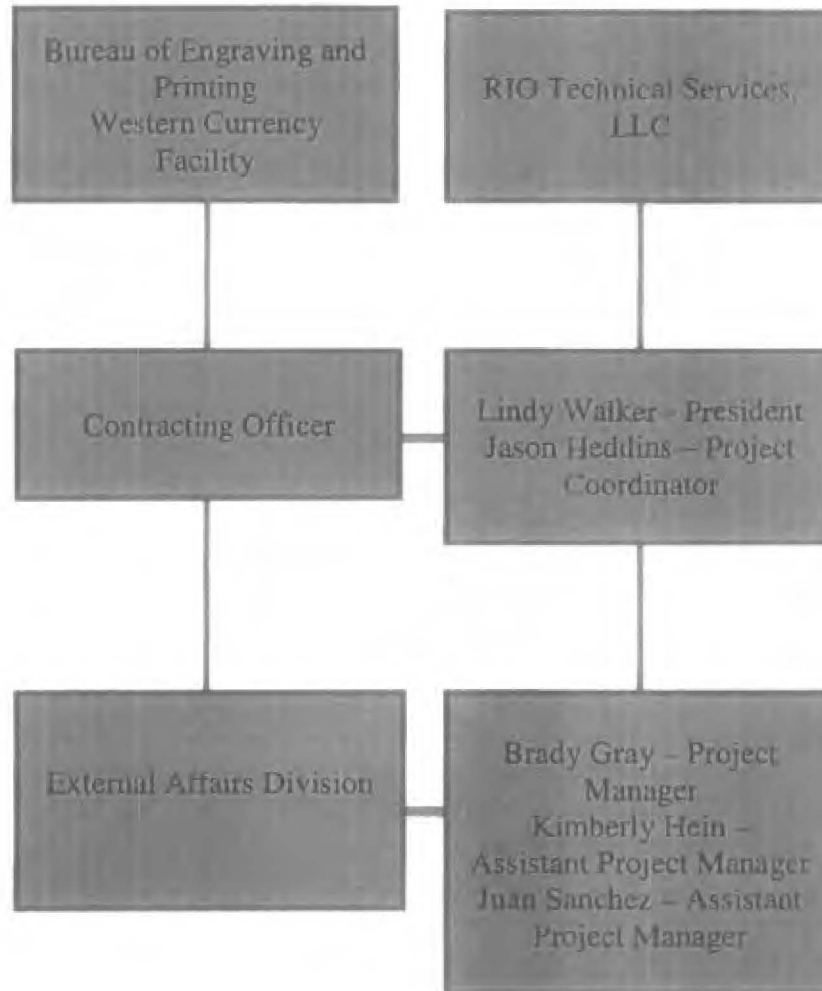 Bureau of Engraving and
Printing
Western Currency
Facility
RIO Technical Services,
LLC
Contracting Officer
Lindy Walker - President
Jason Heddins – Project
Coordinator
External Affairs Division
Brady Gray – Project
Manager
Kimberly Hein –
Assistant Project Manager
Juan Sanchez – Assistant
Project Manager